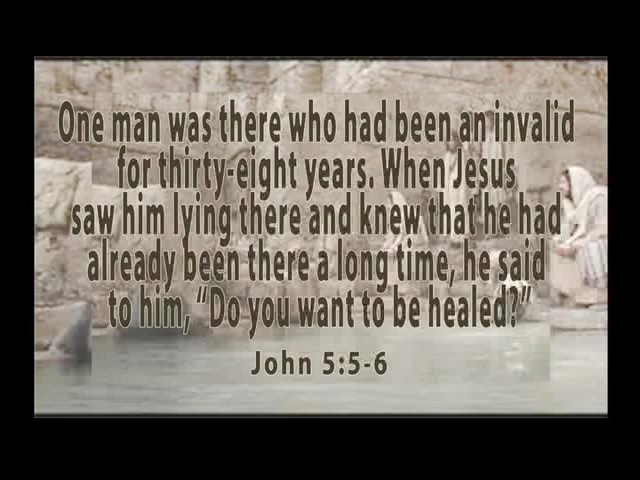 One man was there who had been an invalid
for thirty-eight years. When Jesus
saw him lying there and knew that he had
already been there a long time, he said
to him, “Do you want to be healed?”
John 5:5-6